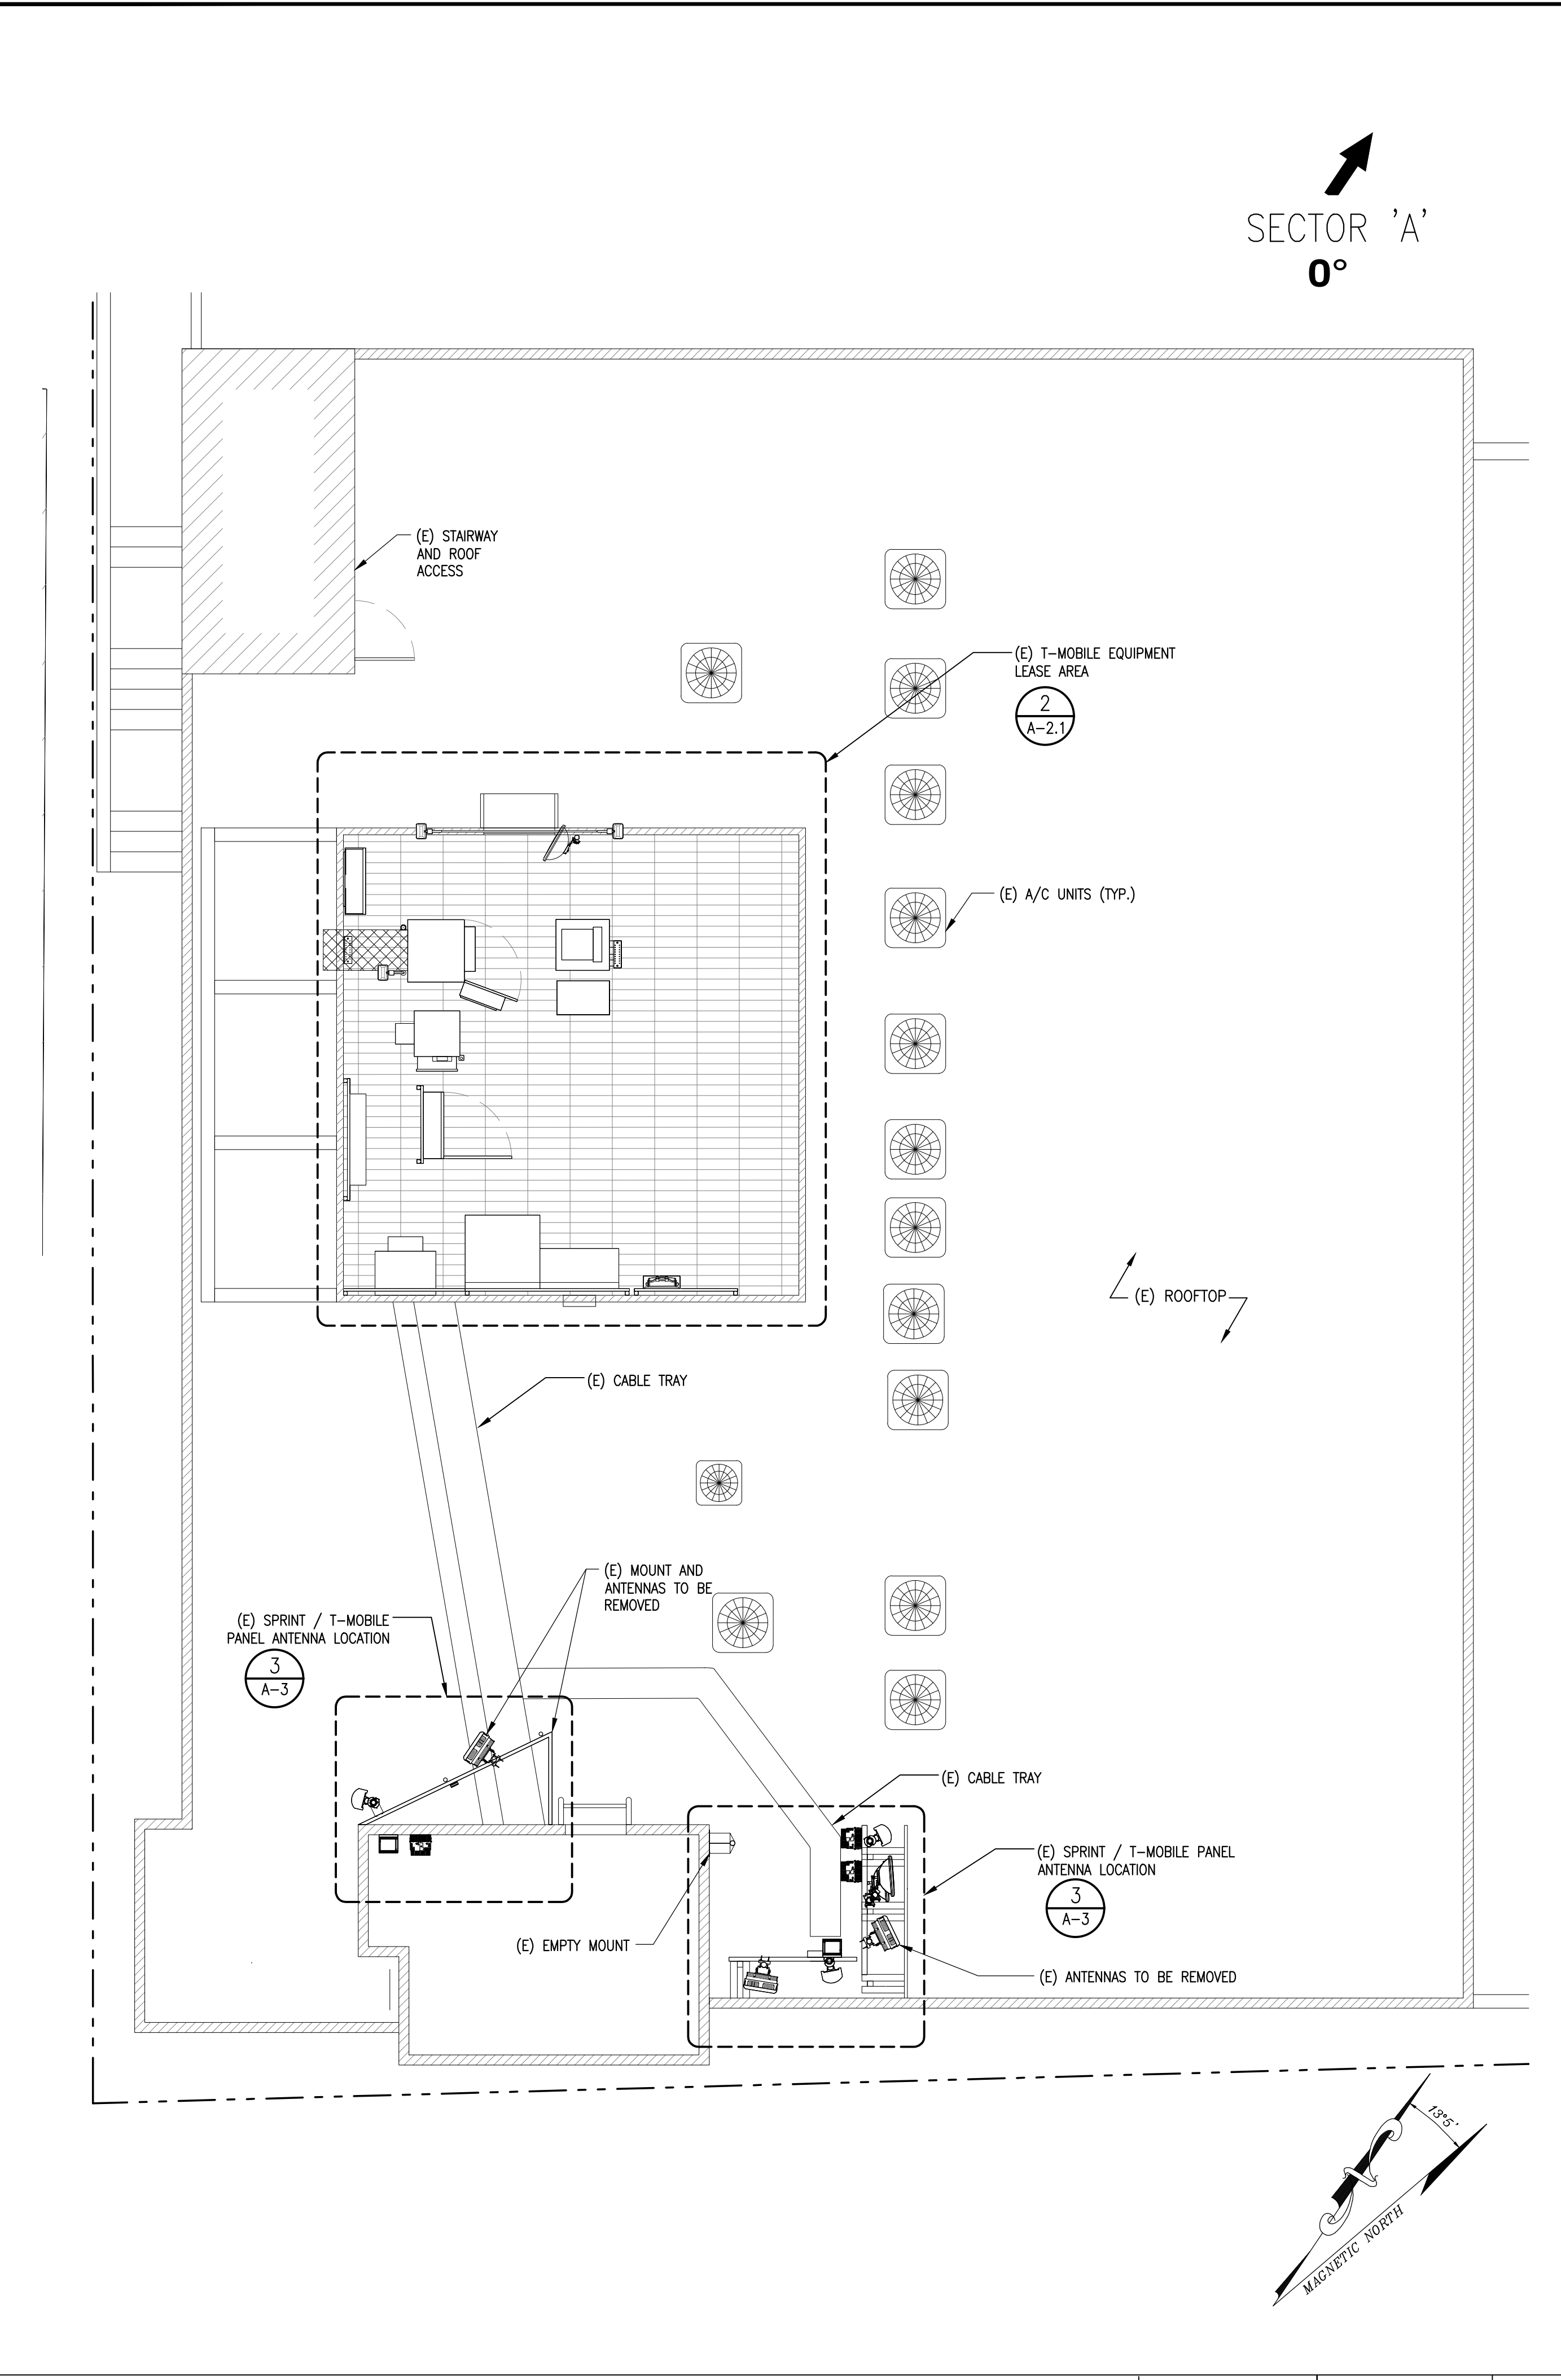 SECTOR 'A'
0°
(E) STAIRWAY
AND ROOF
ACCESS
(E) T-MOBILE EQUIPMENT
LEASE AREA
2
A-2.1
(E) A/C UNITS (TYP.)
(E) ROOFTOP
(E) CABLE TRAY
(E) MOUNT AND
ANTENNAS TO BE
REMOVED
(E) SPRINT / T-MOBILE
PANEL ANTENNA LOCATION
3
A-3
(E) CABLE TRAY
(E) SPRINT / T-MOBILE PANEL
ANTENNA LOCATION
3
A-3
(E) EMPTY MOUNT
(E) ANTENNAS TO BE REMOVED
13°5'
MAGNETIC NORTH